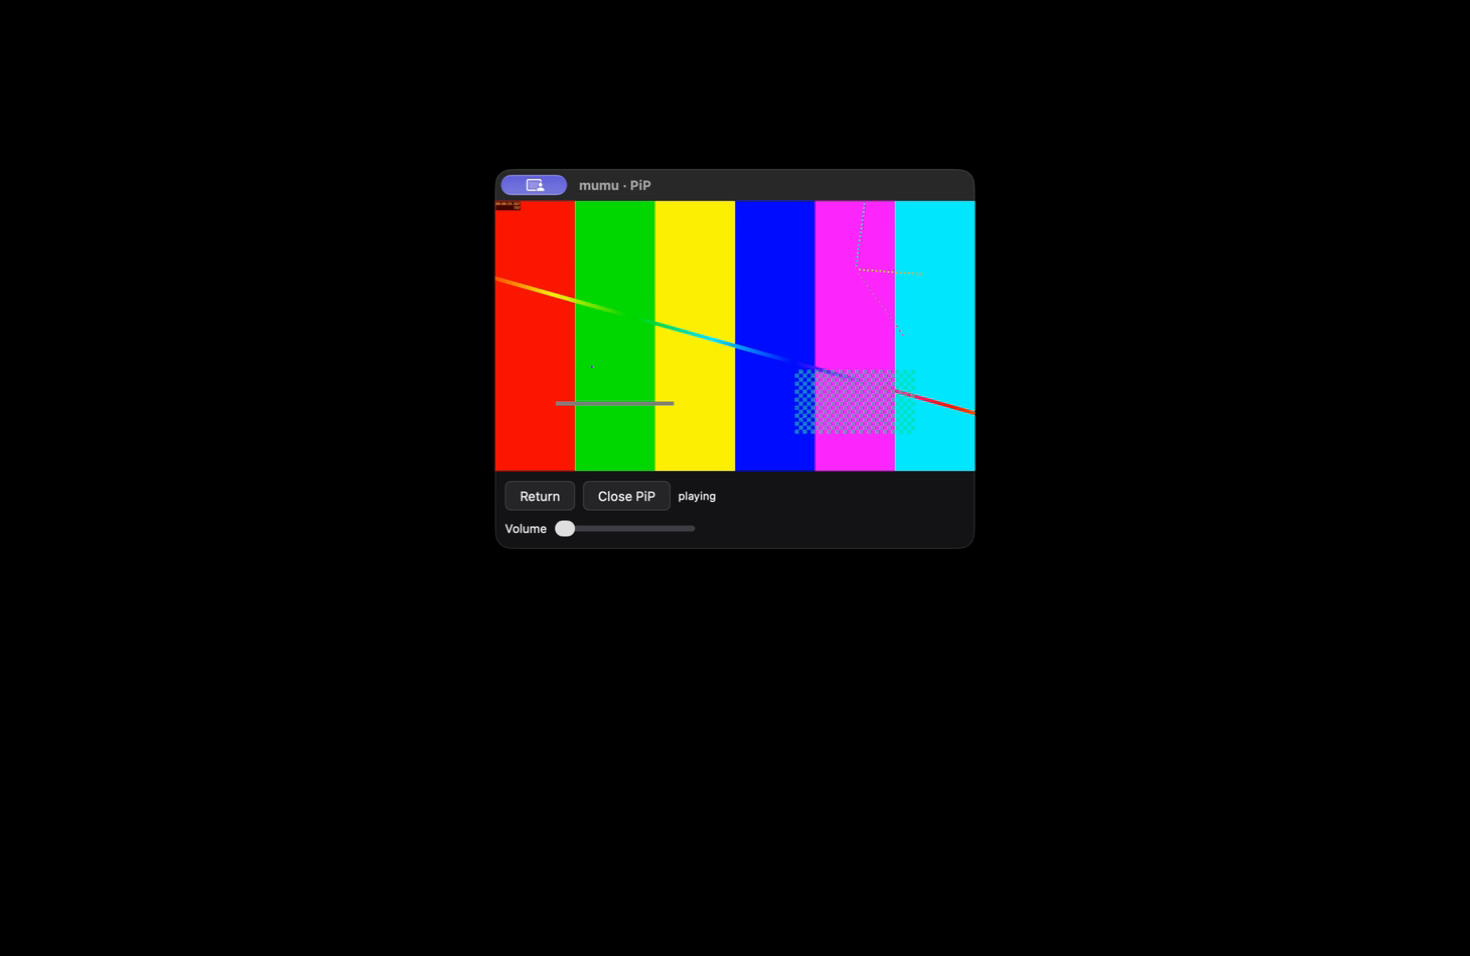 mumu · PiP
Return
Close PiP
playing
Volume